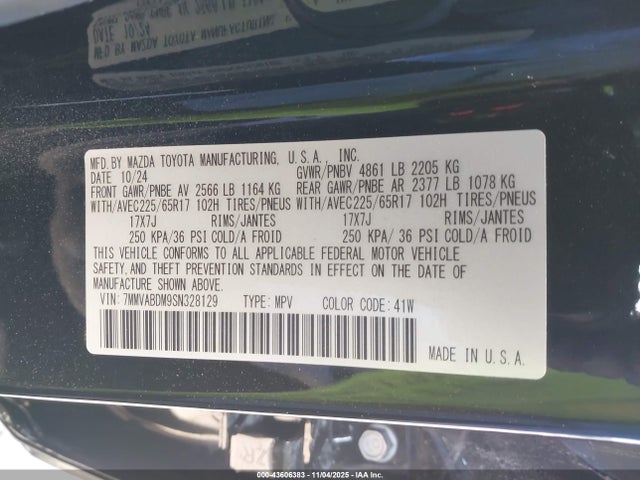 MFD.BY MAZDA TOYOTA MANUFACTURING, U.S.A., INC.
DATE 10/24 GVWR/PNBV 4861 LB 2205 KG
FRONT GAWR/PNBE AV 2566 LB 1164 KG REAR GAWR/PNBE AR 2377 LB 1078 KG
WITH/AVEC225/65R17 102H TIRES/PNEUS WITH/AVEC225/65R17 102H TIRES/PNEUS
17X7J RIMS/JANTES 17X7J RIMS/JANTES
250 KPA/36 PSI COLD/A FROID 250 KPA/ 36 PSI COLD/A FROID
THIS VEHICLE CONFORMS TO ALL APPLICABLE FEDERAL MOTOR VEHICLE
SAFETY, AND THEFT PREVENTION STANDARDS IN EFFECT ON THE DATE OF
MANUFACTURE SHOWN ABOVE.
VIN: 7MMVABDM9SN328129 TYPE: MPV COLOR CODE: 41W
MADE IN U.S.A.
000-43606383 - 11/04/2025 - IAAI.CA